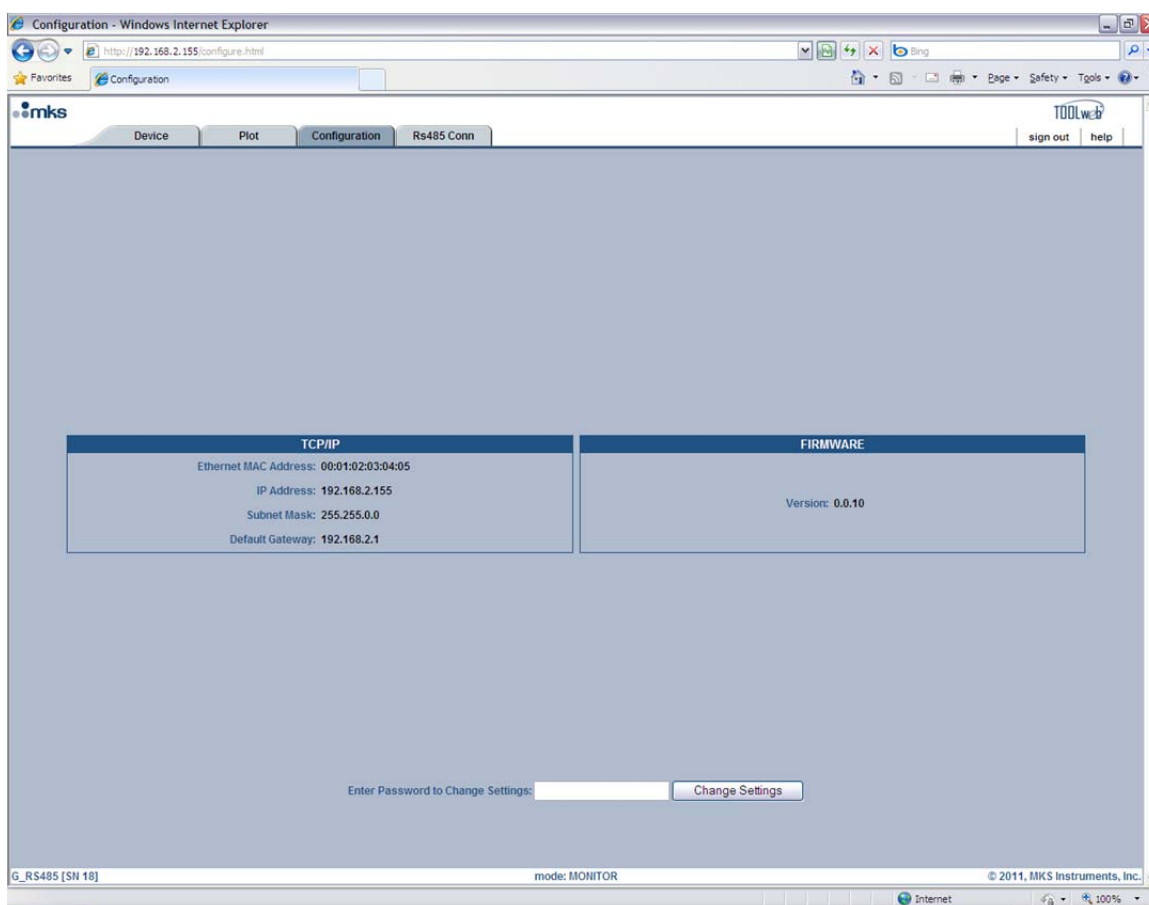 Configuration - Windows Internet Explorer
http://192.168.2.155/configure.html
Bing
Favorites
Configuration
Page
Safety
Tools
mks
TOOLweb
Device
Plot
Configuration
Rs485 Conn
sign out
help
TCP/IP
Ethernet MAC Address: 00:01:02:03:04:05
IP Address: 192.168.2.155
Subnet Mask: 255.255.0.0
Default Gateway: 192.168.2.1
FIRMWARE
Version: 0.0.10
Enter Password to Change Settings:
Change Settings
G_RS485 [SN 18]
mode: MONITOR
© 2011, MKS Instruments, Inc.
Internet
100%